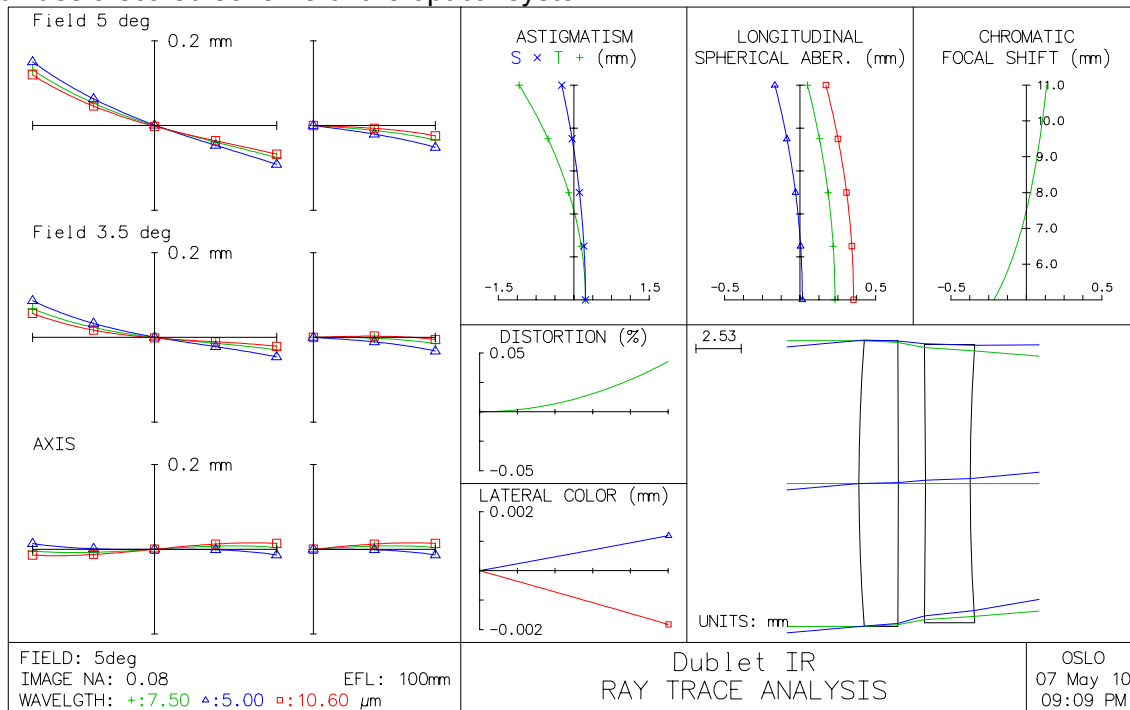 Field 5 deg
0.2 mm
Field 3.5 deg
0.2 mm
AXIS
0.2 mm
ASTIGMATISM
S × T + (mm)
-1.5 1.5
LONGITUDINAL
SPHERICAL ABER. (mm)
-0.5 0.5
CHROMATIC
FOCAL SHIFT (mm)
11.0
10.0
9.0
8.0
7.0
6.0
-0.5 0.5
DISTORTION (%)
0.05
-0.05
LATERAL COLOR (mm)
0.002
-0.002
2.53
UNITS: mm
FIELD: 5deg
IMAGE NA: 0.08 EFL: 100mm
WAVELGTH: +:7.50 △:5.00 □:10.60 µm
Dublet IR
RAY TRACE ANALYSIS
OSLO
07 May 10
09:09 PM